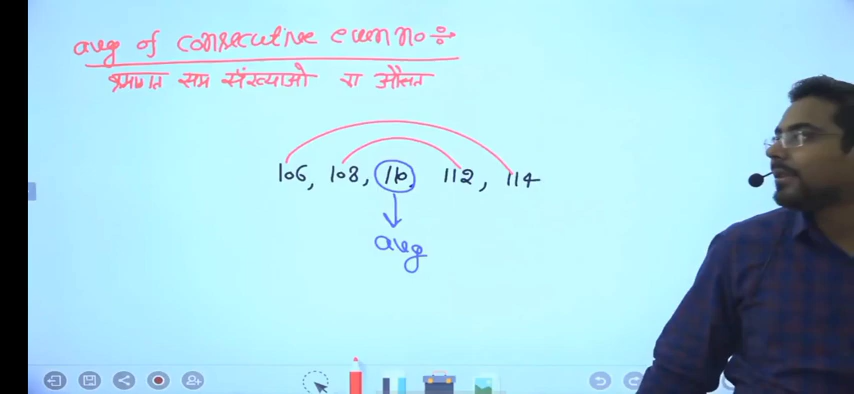 avg of consecutive even no ÷
क्रमागत सम संख्याओं का औसत
106, 108, 110, 112, 114
avg